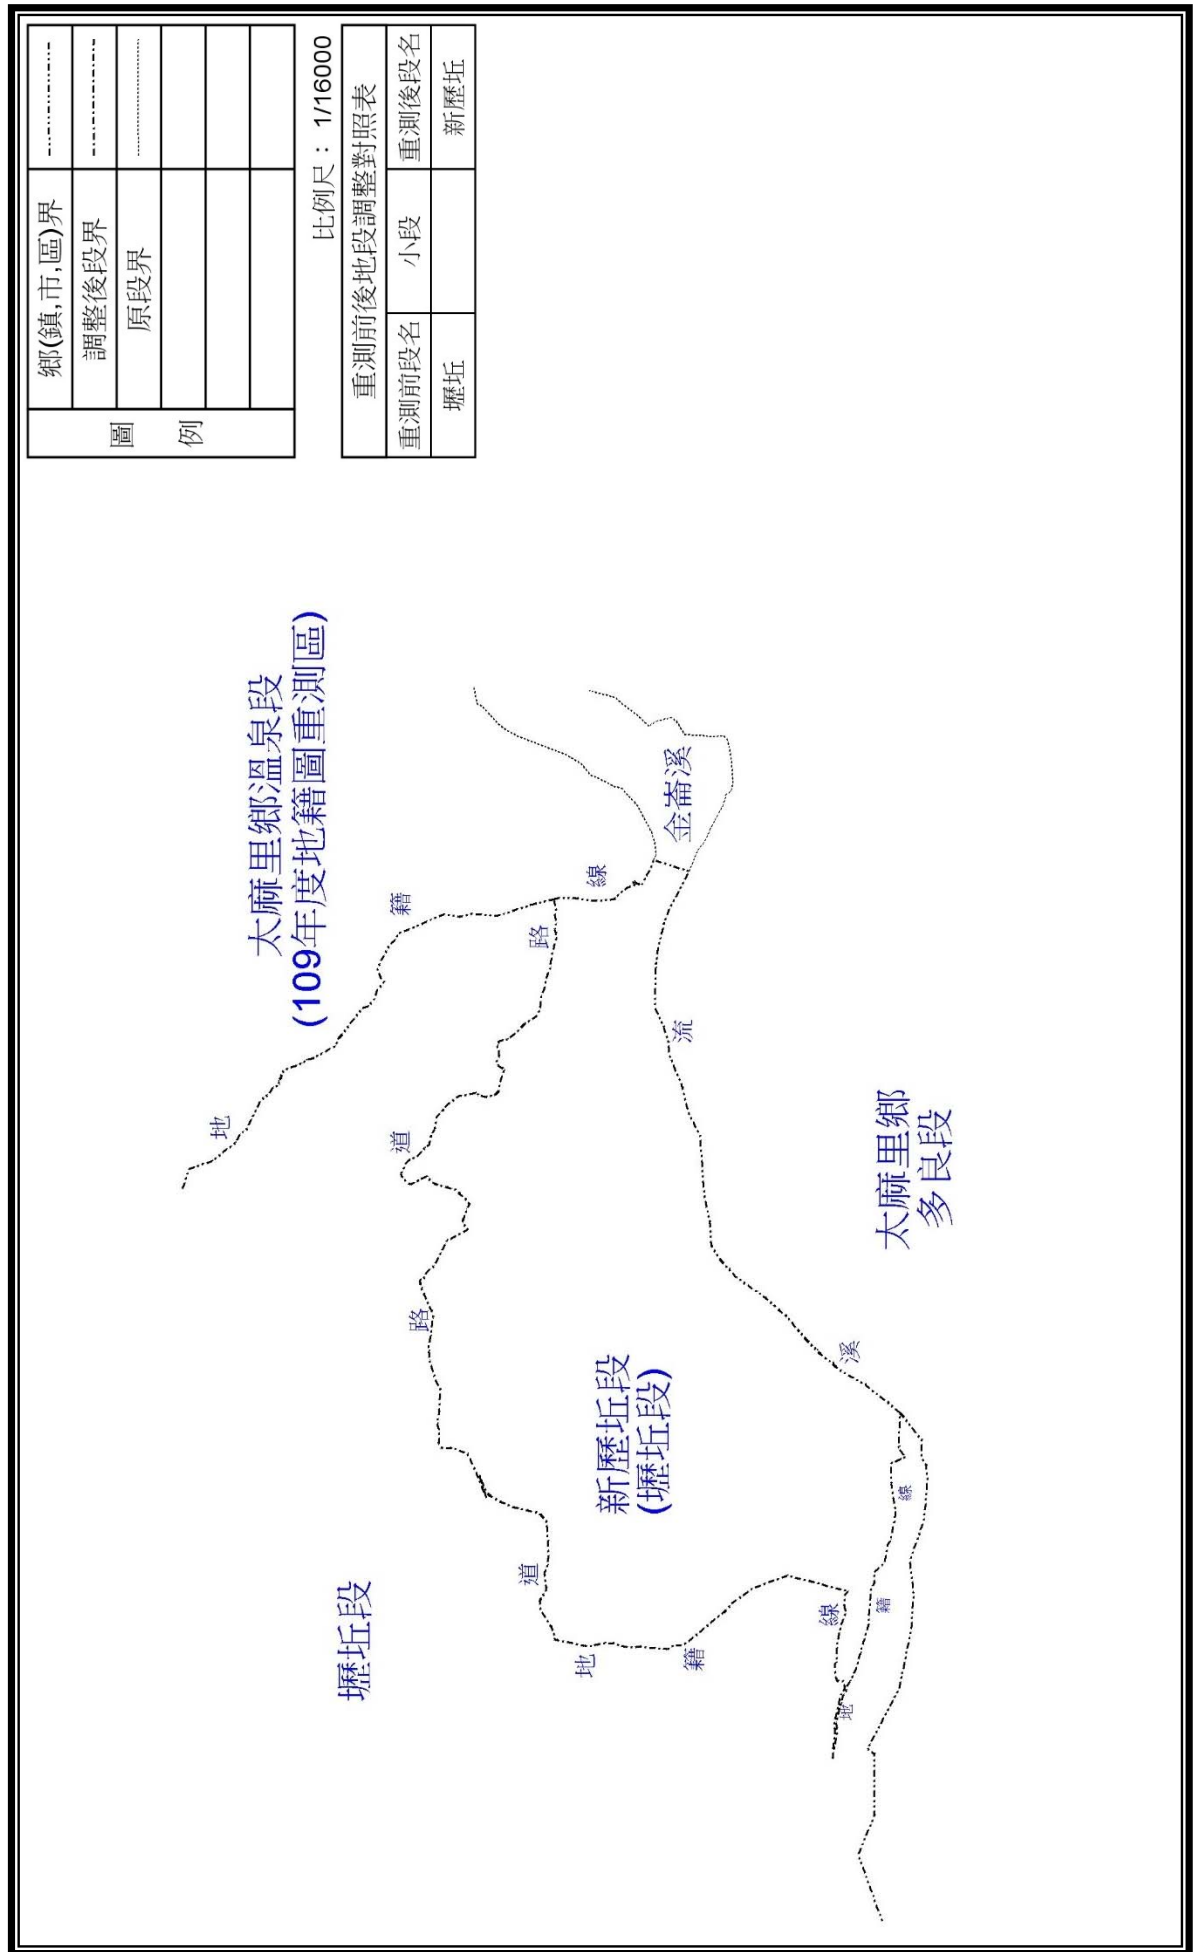 圖例
鄉(鎮,市,區)界
調整後段界
原段界
比例尺：1/16000
重測前後地段調整對照表
重測前段名 小段 重測後段名
壢坵 新歷坵
太麻里鄉溫泉段
(109年度地籍圖重測區)
地
籍
線
路
道
路
道
地
籍
線
地
籍
線
溪
流
金崙溪
壢坵段
新歷坵段
(壢坵段)
太麻里鄉
多良段